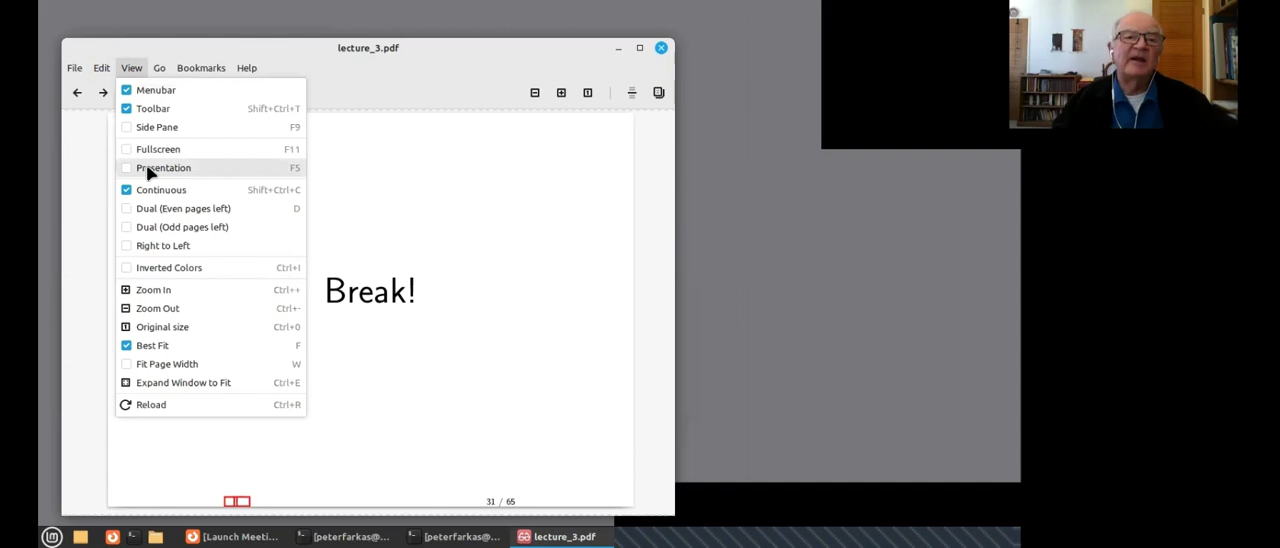 lecture_3.pdf
File Edit View Go Bookmarks Help
Menubar
Toolbar Shift+Ctrl+T
Side Pane F9
Fullscreen F11
Presentation F5
Continuous Shift+Ctrl+C
Dual (Even pages left) D
Dual (Odd pages left)
Right to Left
Inverted Colors Ctrl+I
Zoom In Ctrl++
Zoom Out Ctrl+-
Original size Ctrl+0
Best Fit F
Fit Page Width W
Expand Window to Fit Ctrl+E
Reload Ctrl+R
Break!
31 / 65
[Launch Meeti... [peterfarkas@... [peterfarkas@... lecture_3.pdf